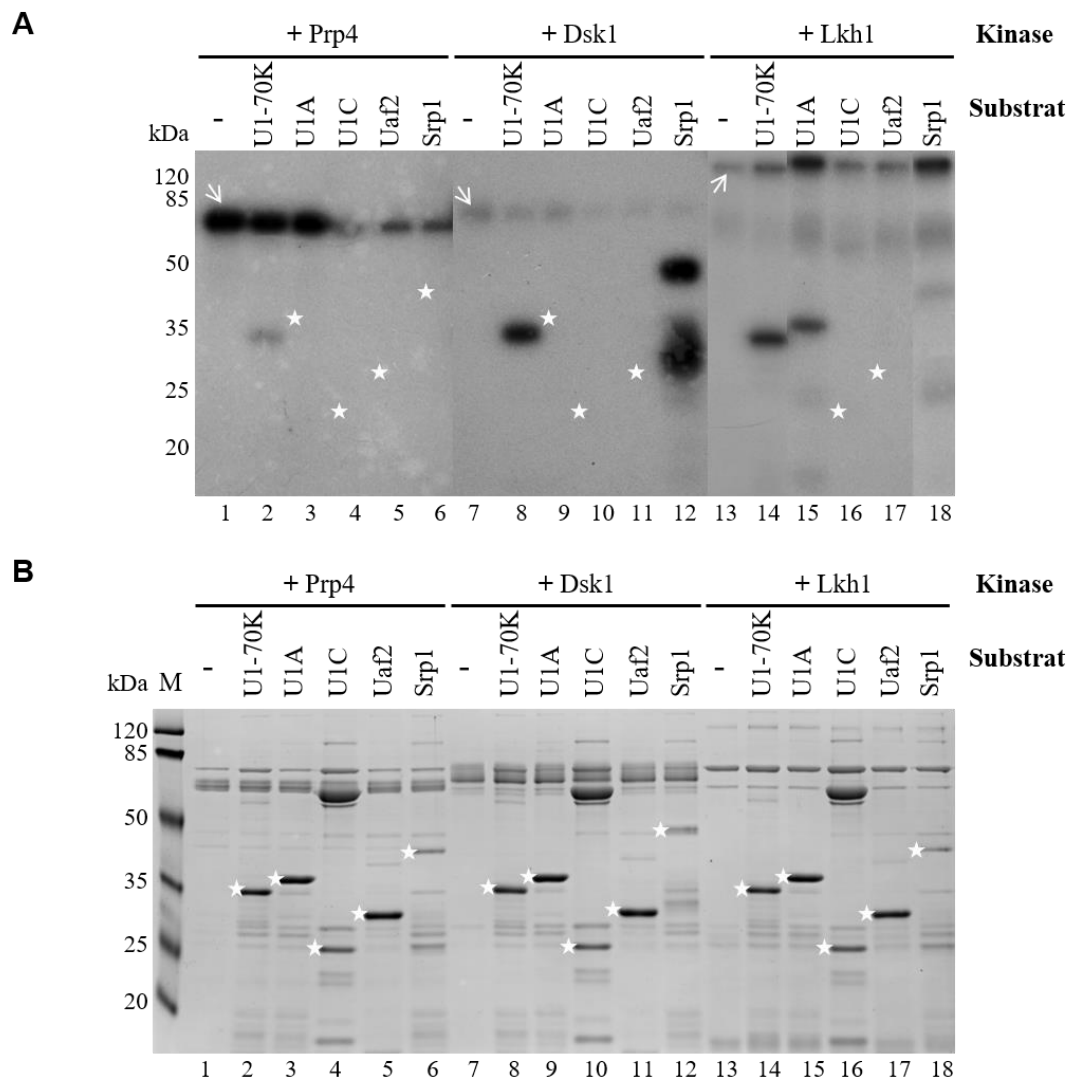 A
+ Prp4 + Dsk1 + Lkh1 Kinase
- U1-70K U1A U1C Uaf2 Srp1 - U1-70K U1A U1C Uaf2 Srp1 - U1-70K U1A U1C Uaf2 Srp1 Substrat
kDa
120
85
50
35
25
20
1 2 3 4 5 6 7 8 9 10 11 12 13 14 15 16 17 18
B
+ Prp4 + Dsk1 + Lkh1 Kinase
- U1-70K U1A U1C Uaf2 Srp1 - U1-70K U1A U1C Uaf2 Srp1 - U1-70K U1A U1C Uaf2 Srp1 Substrat
kDa M
120
85
50
35
25
20
1 2 3 4 5 6 7 8 9 10 11 12 13 14 15 16 17 18